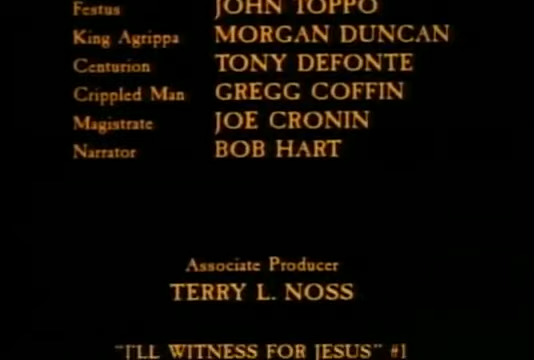 Festus JOHN TOPPO
King Agrippa MORGAN DUNCAN
Centurion TONY DEFONTE
Crippled Man GREGG COFFIN
Magistrate JOE CRONIN
Narrator BOB HART
Associate Producer
TERRY L. NOSS
"I'LL WITNESS FOR JESUS" #1